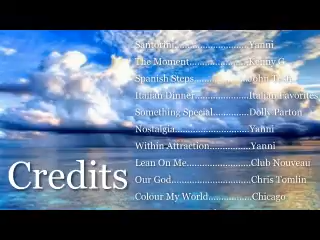 Santorini...........................Yanni
The Moment.....................Kenny G
Spanish Steps...................John Tesh
Italian Dinner....................Italian Favorites
Something Special.............Dolly Parton
Nostalgia...........................Yanni
Within Attraction...............Yanni
Lean On Me.......................Club Nouveau
Our God.............................Chris Tomlin
Colour My World................Chicago
Credits